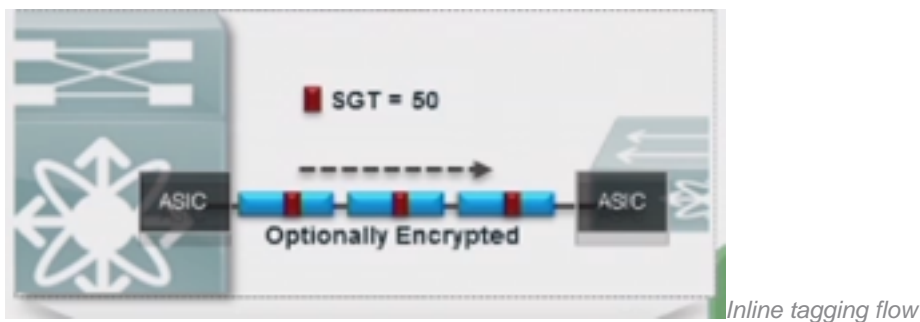 SGT = 50
ASIC
ASIC
Optionally Encrypted
Inline tagging flow